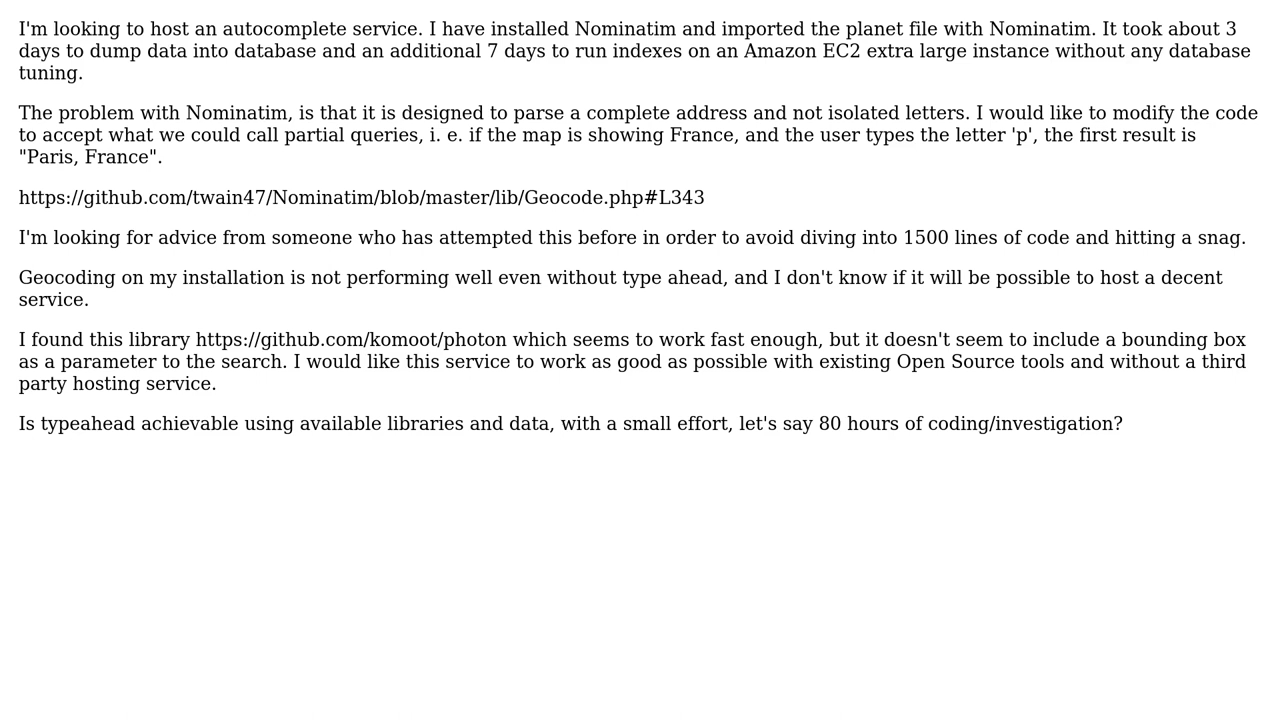 I'm looking to host an autocomplete service. I have installed Nominatim and imported the planet file with Nominatim. It took about 3
days to dump data into database and an additional 7 days to run indexes on an Amazon EC2 extra large instance without any database
tuning.
The problem with Nominatim, is that it is designed to parse a complete address and not isolated letters. I would like to modify the code
to accept what we could call partial queries, i. e. if the map is showing France, and the user types the letter 'p', the first result is
"Paris, France".
https://github.com/twain47/Nominatim/blob/master/lib/Geocode.php#L343
I'm looking for advice from someone who has attempted this before in order to avoid diving into 1500 lines of code and hitting a snag.
Geocoding on my installation is not performing well even without type ahead, and I don't know if it will be possible to host a decent
service.
I found this library https://github.com/komoot/photon which seems to work fast enough, but it doesn't seem to include a bounding box
as a parameter to the search. I would like this service to work as good as possible with existing Open Source tools and without a third
party hosting service.
Is typeahead achievable using available libraries and data, with a small effort, let's say 80 hours of coding/investigation?